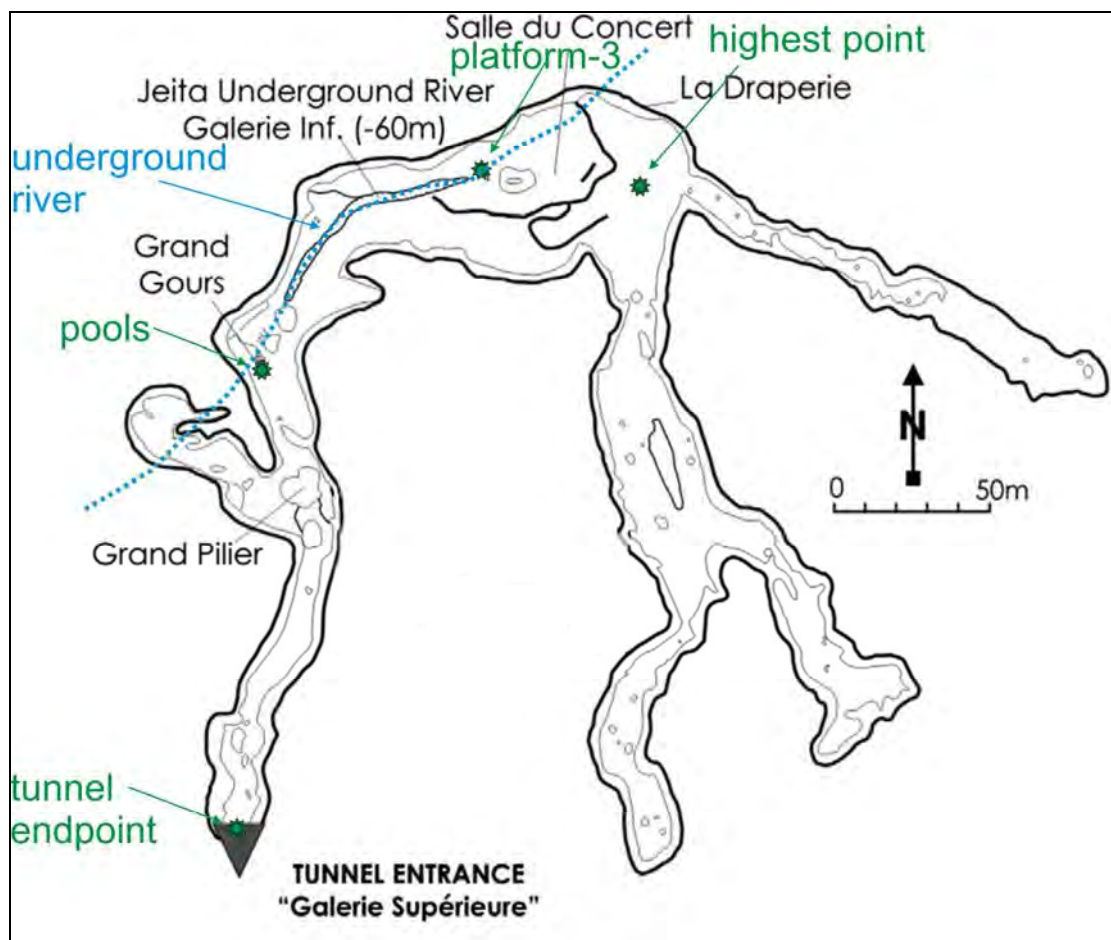 Salle du Concert
platform-3
highest point
Jeita Underground River
Galerie Inf. (-60m)
La Draperie
underground
river
Grand
Gours
pools
N
0 50m
Grand Pilier
tunnel
endpoint
TUNNEL ENTRANCE
“Galerie Supérieure”